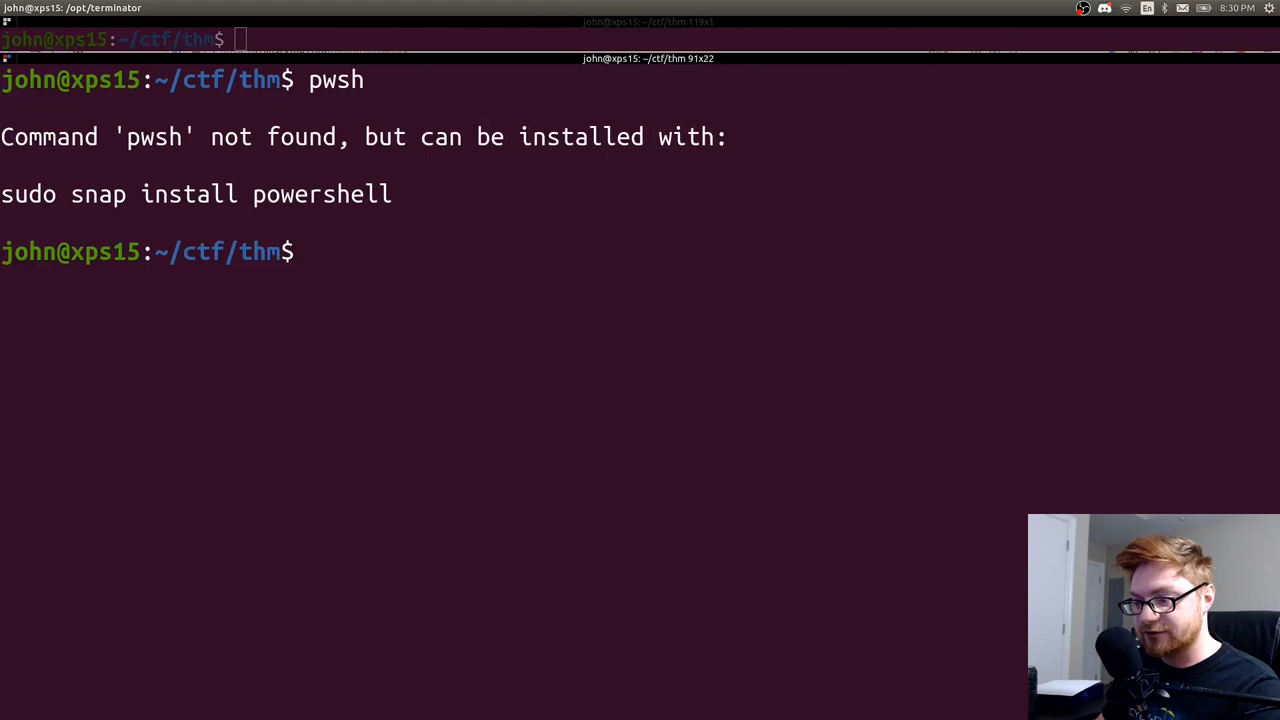 john@xps15: /opt/terminator
En
8:30 PM
john@xps15: ~/ctf/thm 119x1
john@xps15:~/ctf/thm$
john@xps15: ~/ctf/thm 91x22
john@xps15:~/ctf/thm$ pwsh
Command 'pwsh' not found, but can be installed with:
sudo snap install powershell
john@xps15:~/ctf/thm$